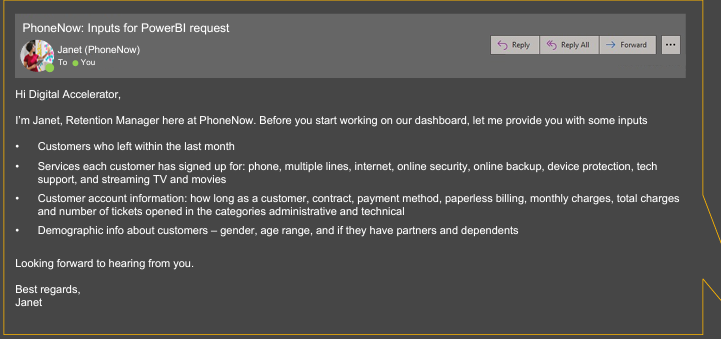 PhoneNow: Inputs for PowerBI request
Janet (PhoneNow)
To You
Reply
Reply All
Forward
Hi Digital Accelerator,
I'm Janet, Retention Manager here at PhoneNow. Before you start working on our dashboard, let me provide you with some inputs
• Customers who left within the last month
• Services each customer has signed up for: phone, multiple lines, internet, online security, online backup, device protection, tech
support, and streaming TV and movies
• Customer account information: how long as a customer, contract, payment method, paperless billing, monthly charges, total charges
and number of tickets opened in the categories administrative and technical
• Demographic info about customers – gender, age range, and if they have partners and dependents
Looking forward to hearing from you.
Best regards,
Janet